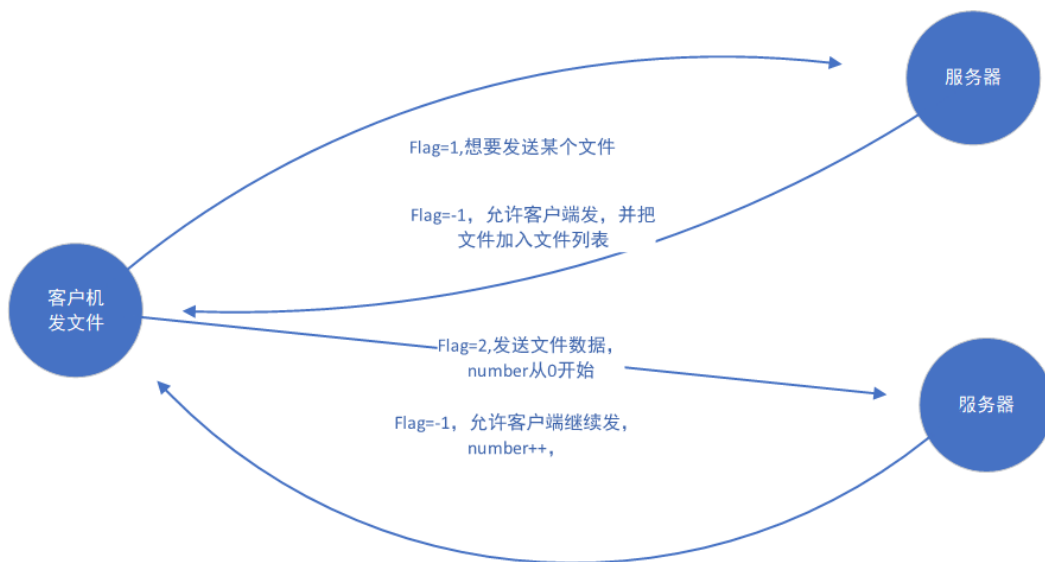 服务器
Flag=1,想要发送某个文件
Flag=-1，允许客户端发，并把
文件加入文件列表
客户机
发文件
Flag=2,发送文件数据，
number从0开始
服务器
Flag=-1，允许客户端继续发，
number++，